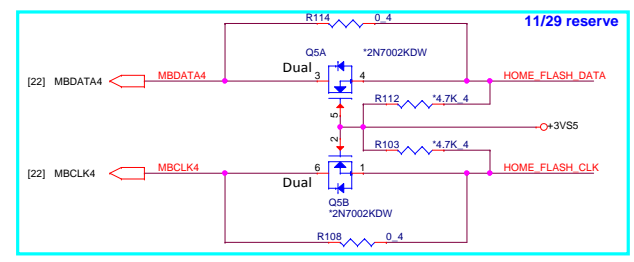 R114 0_4 11/29 reserve
Q5A *2N7002KDW
Dual
[22] MBDATA4 MBDATA4 3 4 HOME_FLASH_DATA
R112 *4.7K_4
5
+3VS5
2
R103 *4.7K_4
[22] MBCLK4 MBCLK4 6 1 HOME_FLASH_CLK
Dual
Q5B
*2N7002KDW
R108 0_4